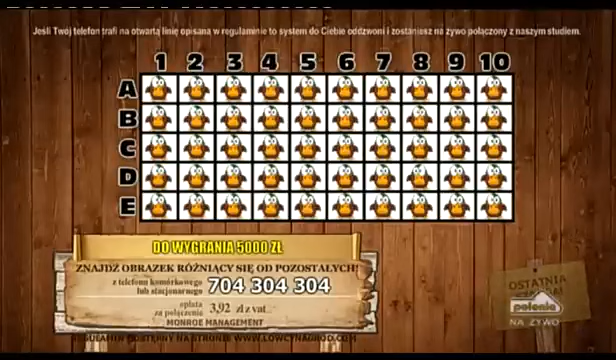 Jeśli Twój telefon trafi na otwartą linię opisaną w regulaminie to system do Ciebie oddzwoni i zostaniesz na żywo połączony z naszym studiem.
1 2 3 4 5 6 7 8 9 10
A
B
C
D
E
DO WYGRANIA 5000 ZŁ
ZNAJDŹ OBRAZEK RÓŻNIĄCY SIĘ OD POZOSTAŁYCH!
z telefonu komórkowego
lub stacjonarnego 704 304 304
opłata
za połączenie 3,92 zł z vat
MONROE MANAGEMENT
REGULAMIN DOSTĘPNY NA STRONIE WWW.LOWCYNAGROD.COM
OSTATNIA
polonia
NA ŻYWO